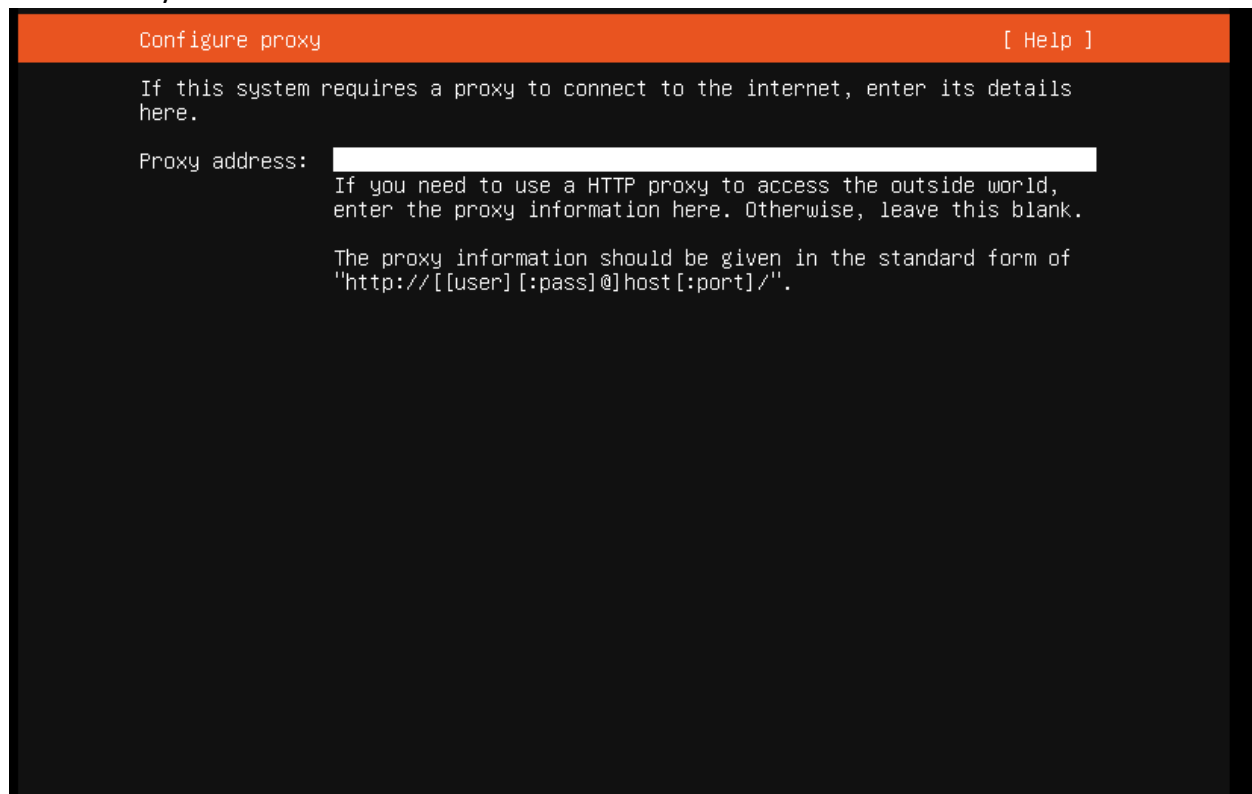 Configure proxy [ Help ]
If this system requires a proxy to connect to the internet, enter its details
here.
Proxy address:
If you need to use a HTTP proxy to access the outside world,
enter the proxy information here. Otherwise, leave this blank.
The proxy information should be given in the standard form of
"http://[[user][:pass]@]host[:port]/".